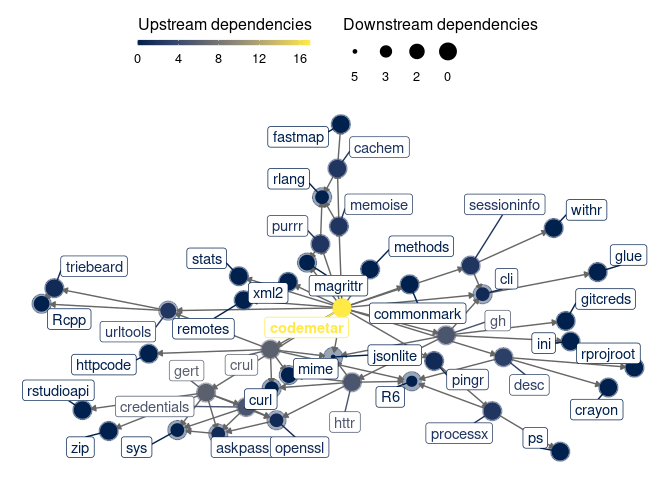 Upstream dependencies
0 4 8 12 16
Downstream dependencies
5 3 2 0
fastmap
cachem
rlang
memoise
sessioninfo
withr
purrr
methods
glue
stats
triebeard
cli
magrittr
xml2
gitcreds
commonmark
Rcpp
gh
urltools
remotes
codemetar
ini
rprojroot
jsonlite
httpcode
crul
mime
gert
pingr
desc
rstudioapi
R6
curl
credentials
crayon
httr
processx
ps
zip
sys
askpass
openssl